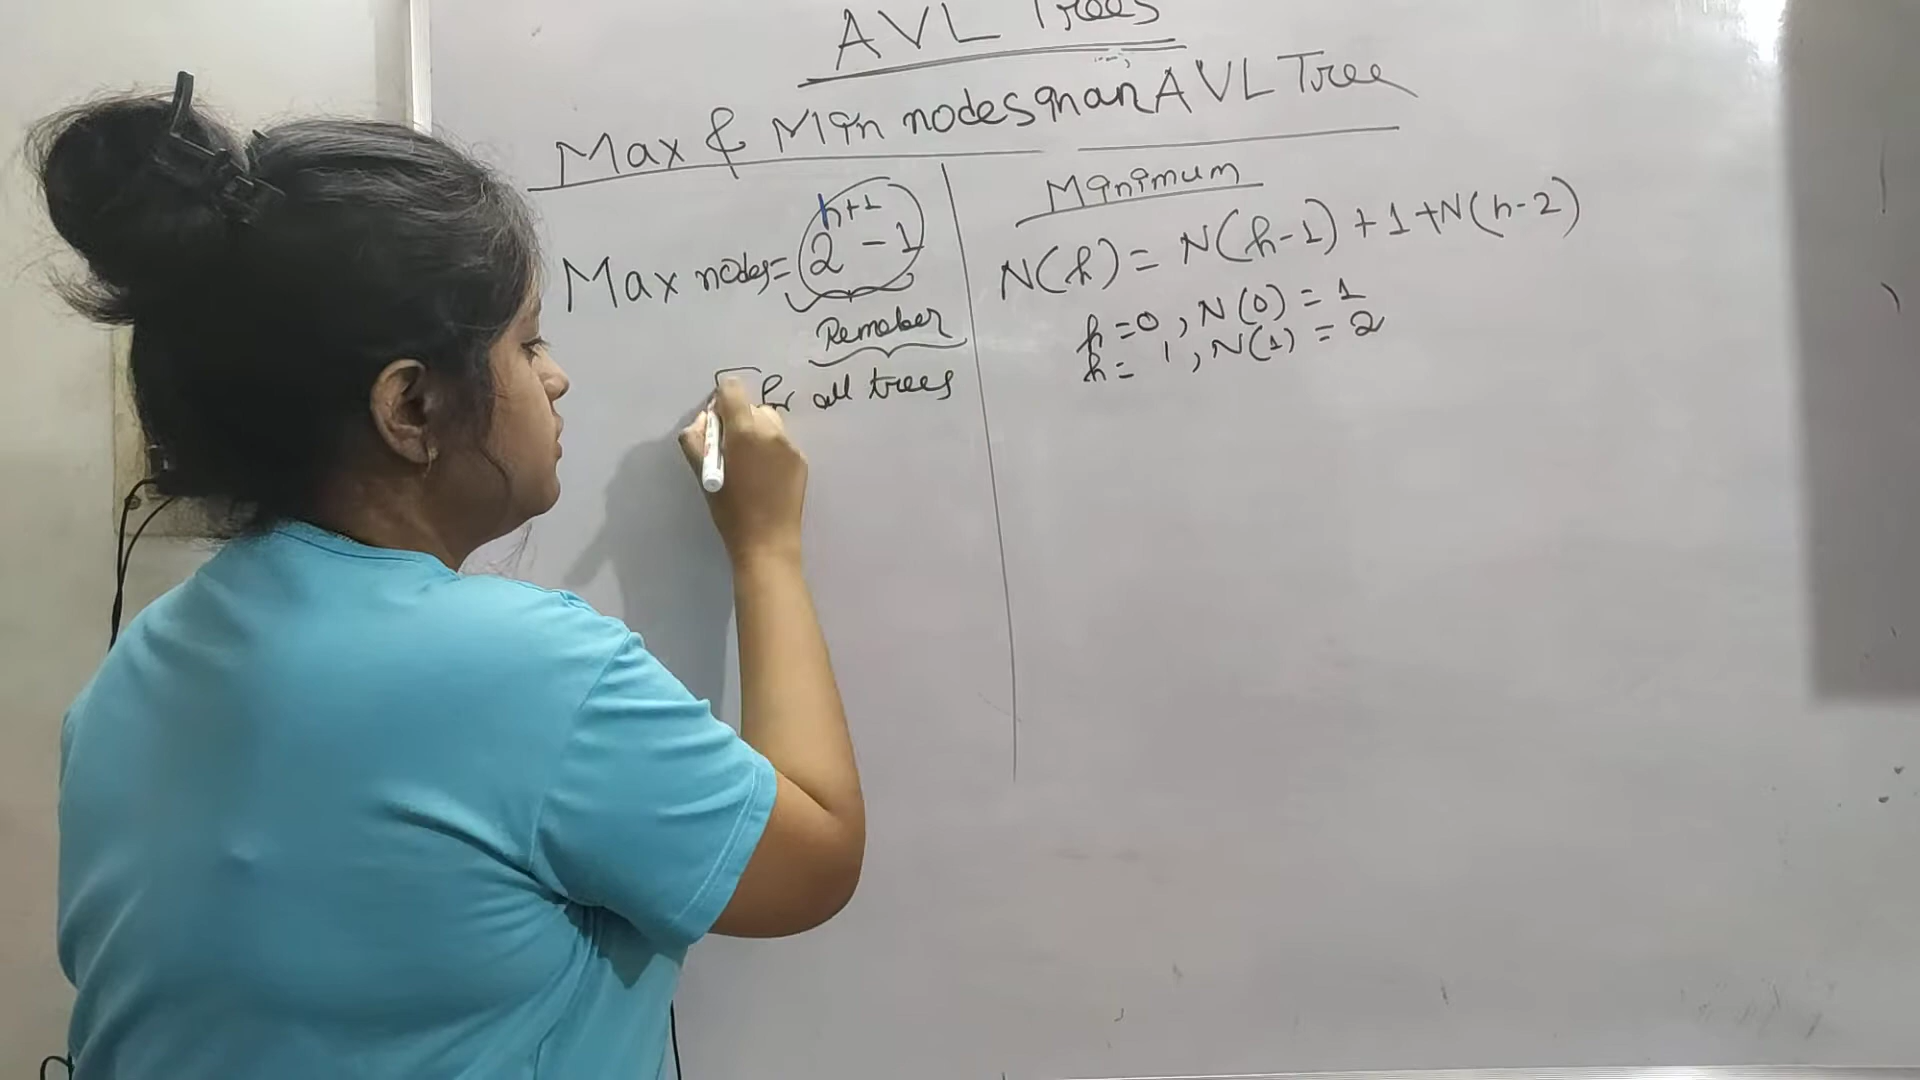 AVL Trees
Max & Min nodes in an AVL Tree
Max nodes = 2^(h+1) - 1
Remeber
for all trees
Minimum
N(h) = N(h-1) + 1 + N(h-2)
h = 0, N(0) = 1
h = 1, N(1) = 2